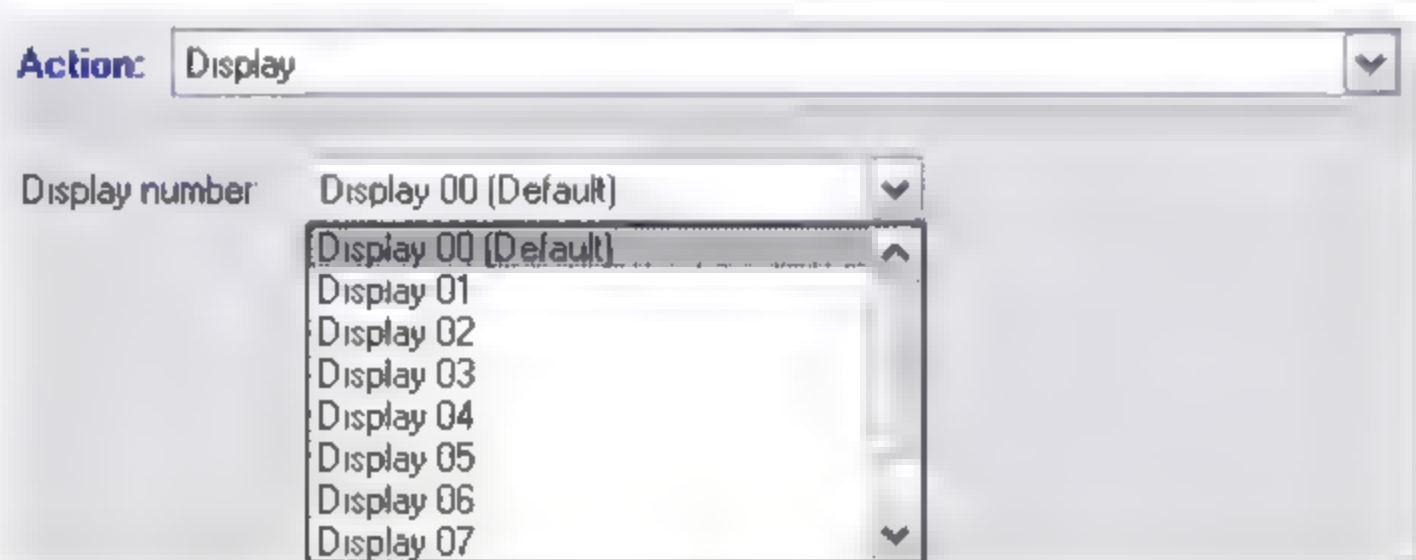 Action: Display
Display number Display 00 (Default)
Display 00 (Default)
Display 01
Display 02
Display 03
Display 04
Display 05
Display 06
Display 07